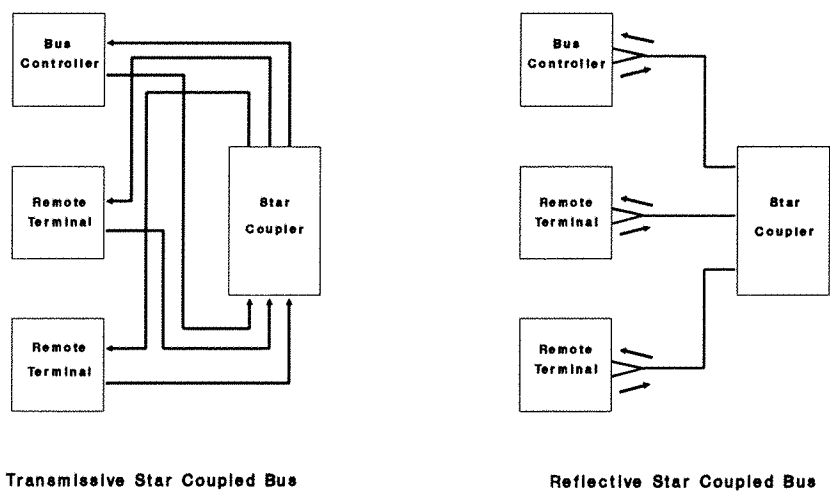 Bus
Controller
Remote
Terminal
Remote
Terminal
Star
Coupler
Transmissive Star Coupled Bus
Bus
Controller
Remote
Terminal
Remote
Terminal
Star
Coupler
Reflective Star Coupled Bus